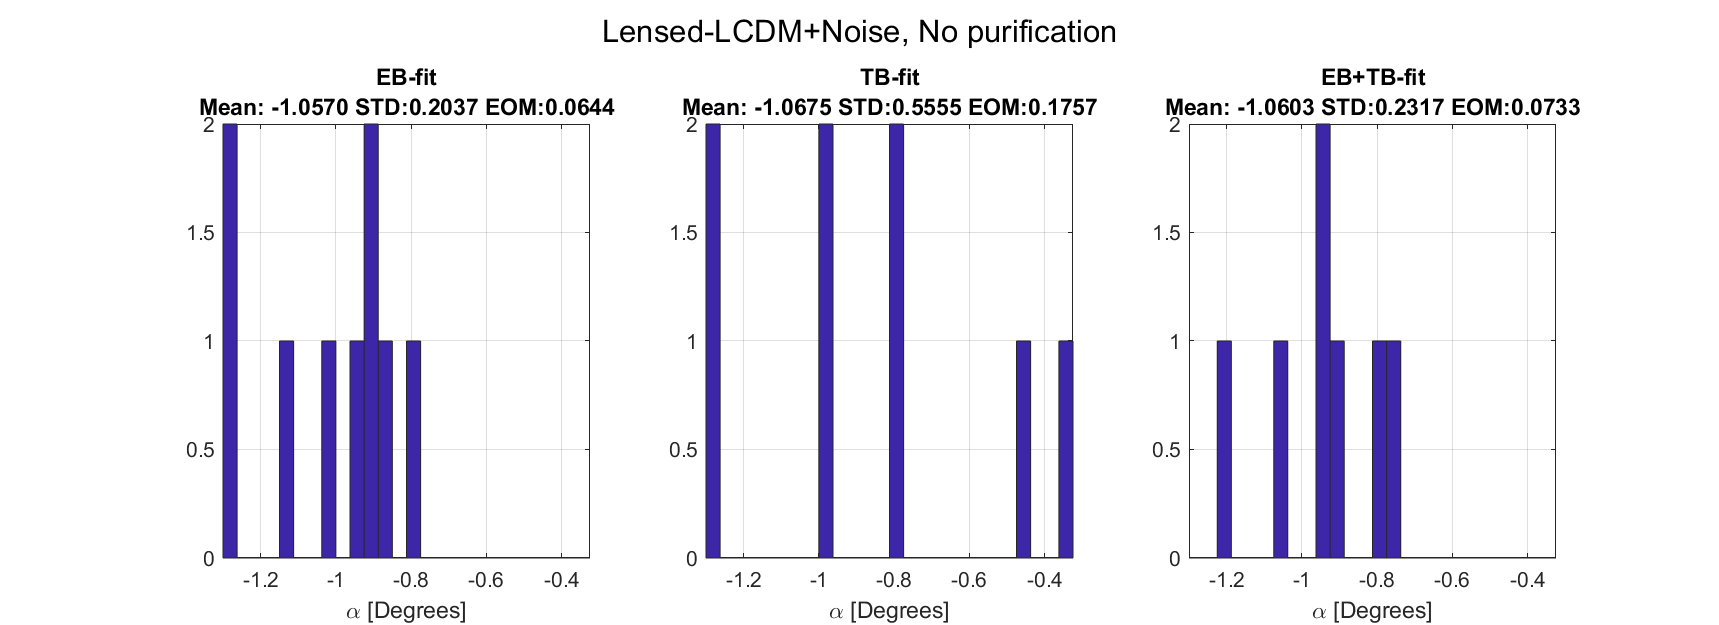 Lensed-LCDM+Noise, No purification
EB-fit
Mean: -1.0570 STD:0.2037 EOM:0.0644
2
1.5
1
0.5
0
-1.2 -1 -0.8 -0.6 -0.4
α [Degrees]
TB-fit
Mean: -1.0675 STD:0.5555 EOM:0.1757
2
1.5
1
0.5
0
-1.2 -1 -0.8 -0.6 -0.4
α [Degrees]
EB+TB-fit
Mean: -1.0603 STD:0.2317 EOM:0.0733
2
1.5
1
0.5
0
-1.2 -1 -0.8 -0.6 -0.4
α [Degrees]